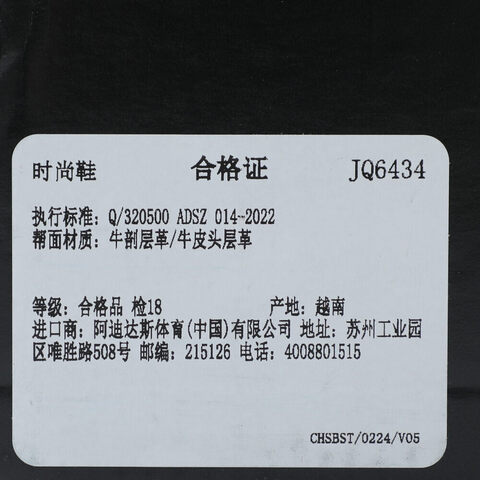 时尚鞋 合格证 JQ6434
执行标准: Q/320500 ADSZ 014-2022
帮面材质: 牛剖层革/牛皮头层革
等级: 合格品 检18 产地: 越南
进口商: 阿迪达斯体育(中国)有限公司 地址: 苏州工业园
区唯胜路508号 邮编: 215126 电话: 4008801515
CHSBST/0224/V05